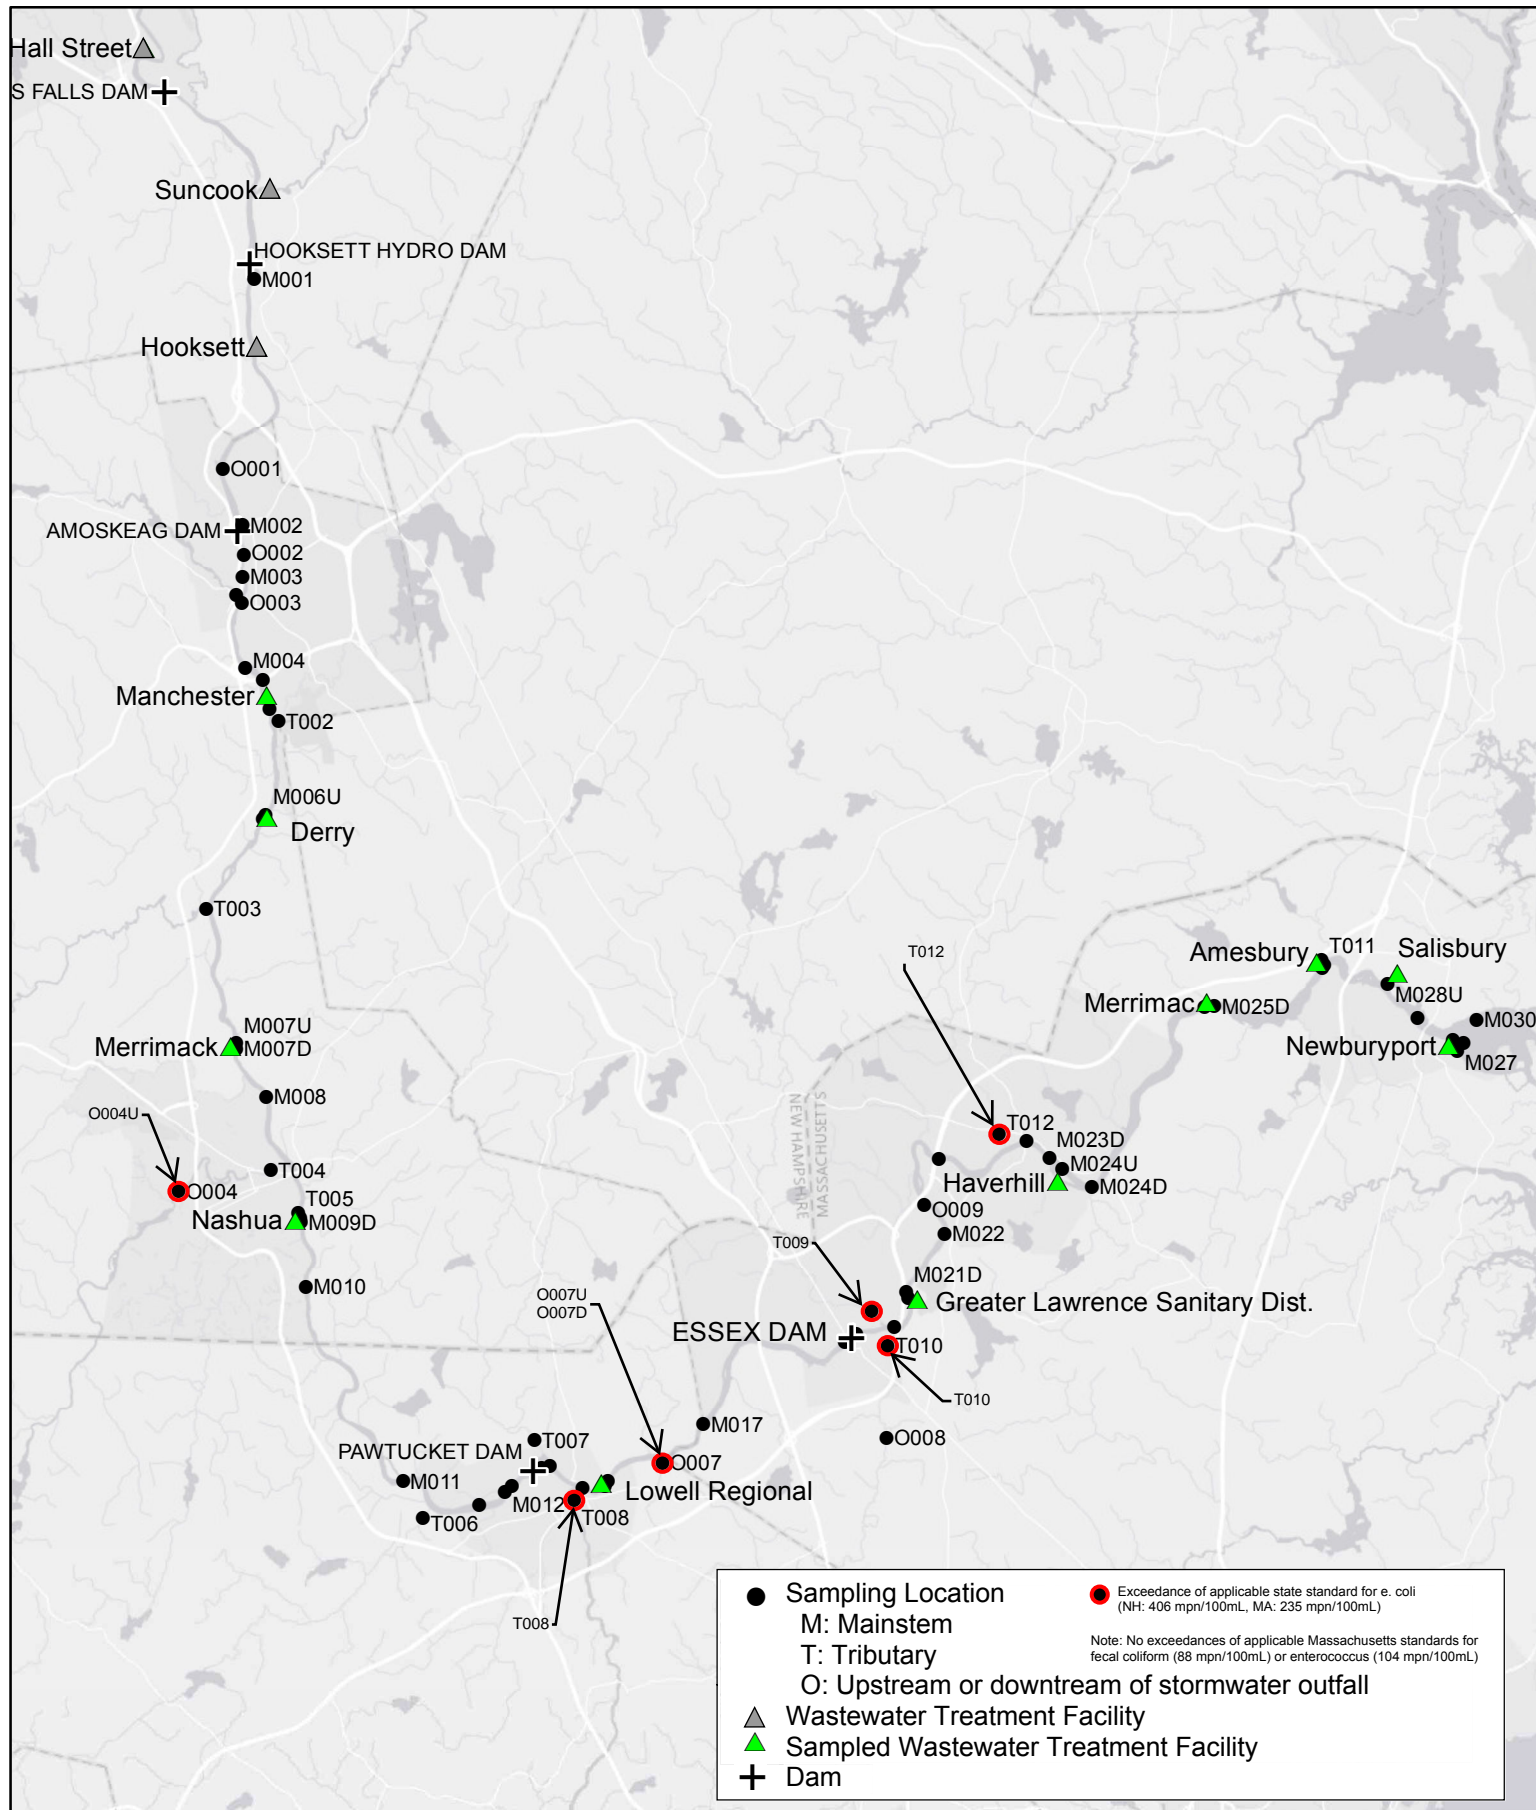 Hall Street
S FALLS DAM
Suncook
HOOKSETT HYDRO DAM
M001
Hooksett
O001
M002
AMOSKEAG DAM
O002
M003
O003
M004
Manchester
T002
M006U
Derry
T003
T012
T011
Salisbury
Amesbury
M028U
Merrimac
M025D
M030
Newburyport
M027
M007U
Merrimack
M007D
M008
O004U
T012
M023D
M024U
T004
Haverhill
M024D
O004
T005
Nashua
M009D
NEW HAMPSHIRE
MASSACHUSETTS
O009
M022
T009
M021D
M010
O007U
O007D
Greater Lawrence Sanitary Dist.
ESSEX DAM
T010
T010
M017
O008
T007
PAWTUCKET DAM
O007
M011
Lowell Regional
M012
T008
T006
T008
Sampling Location
M: Mainstem
T: Tributary
O: Upstream or downtream of stormwater outfall
Wastewater Treatment Facility
Sampled Wastewater Treatment Facility
Dam
Exceedance of applicable state standard for e. coli
(NH: 406 mpn/100mL, MA: 235 mpn/100mL)
Note: No exceedances of applicable Massachusetts standards for
fecal coliform (88 mpn/100mL) or enterococcus (104 mpn/100mL)